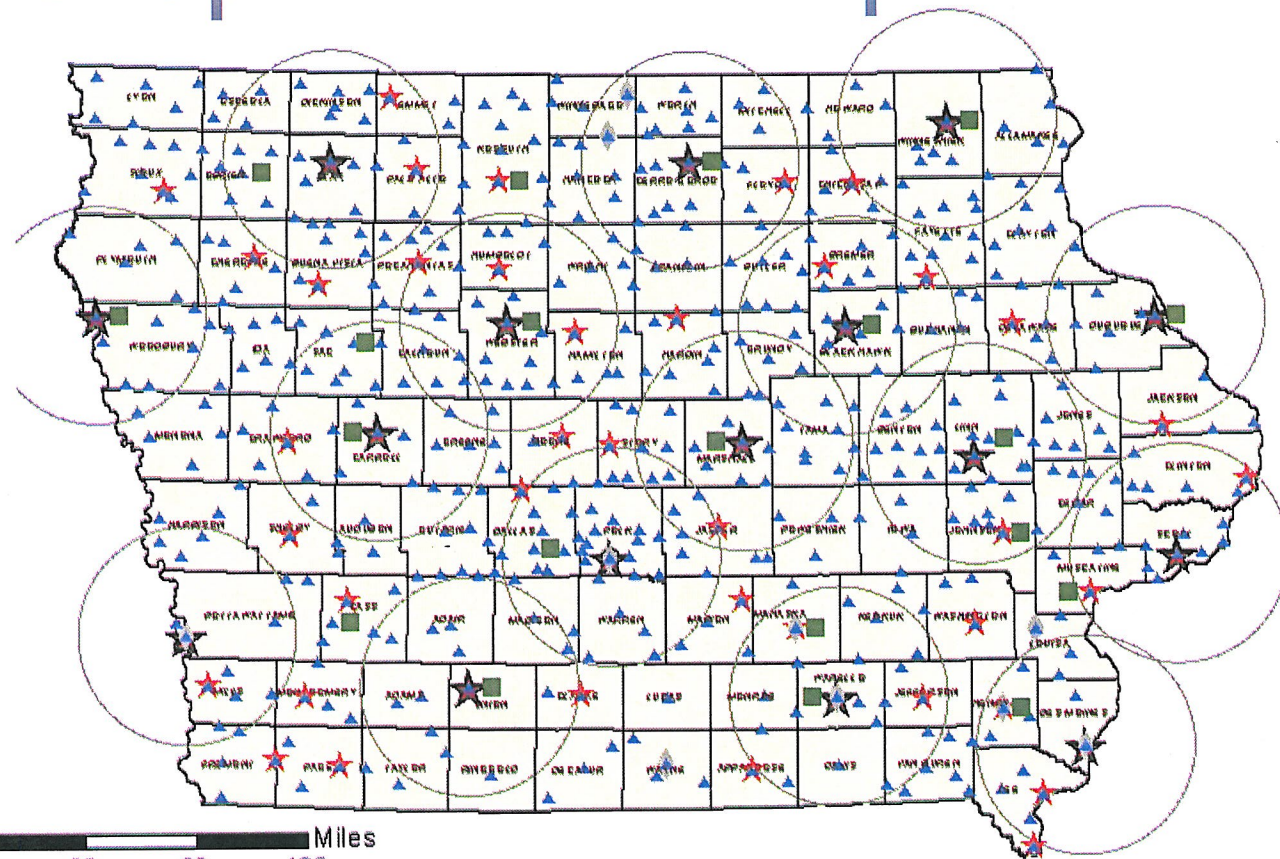 LYON
OSCEOLA
DICKINSON
EMMET
WINNEBAGO
WORTH
MITCHELL
HOWARD
WINNESHIEK
ALLAMAKEE
KOSSUTH
SIOUX
CLAY
PALO ALTO
HANCOCK
CERRO GORDO
FLOYD
CHICKASAW
FAYETTE
CLAYTON
PLYMOUTH
CHEROKEE
BUENA VISTA
POCAHONTAS
HUMBOLDT
WRIGHT
FRANKLIN
BUTLER
BREMER
WOODBURY
IDA
SAC
CALHOUN
WEBSTER
HAMILTON
HARDIN
GRUNDY
BLACK HAWK
BUCHANAN
DUBUQUE
JACKSON
MONONA
CRAWFORD
CARROLL
GREENE
BOONE
STORY
MARSHALL
TAMA
BENTON
LINN
JONES
CLINTON
HARRISON
SHELBY
AUDUBON
GUTHRIE
DALLAS
POLK
JASPER
POWESHIEK
IOWA
JOHNSON
CEDAR
SCOTT
MUSCATINE
POTTAWATTAMIE
CASS
ADAIR
MADISON
WARREN
MARION
MAHASKA
KEOKUK
WASHINGTON
LOUISA
MILLS
MONTGOMERY
ADAMS
UNION
LUCAS
MONROE
WAPELLO
JEFFERSON
HENRY
DES MOINES
FREMONT
PAGE
TAYLOR
RINGGOLD
DECATUR
WAYNE
APPANOOSE
DAVIS
VAN BUREN
LEE
Miles